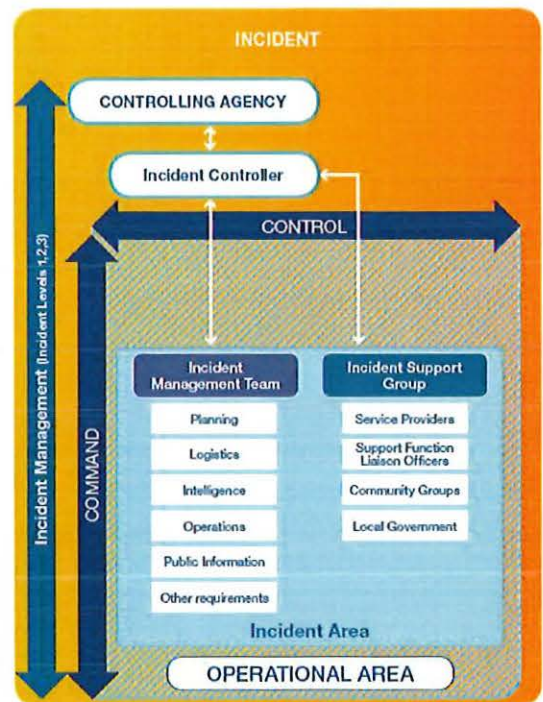 INCIDENT
CONTROLLING AGENCY
Incident Controller
CONTROL
Incident Management (Incident Levels 1,2,3)
COMMAND
Incident
Management Team
Planning
Logistics
Intelligence
Operations
Public Information
Other requirements
Incident Support
Group
Service Providers
Support Function
Liaison Officers
Community Groups
Local Government
Incident Area
OPERATIONAL AREA